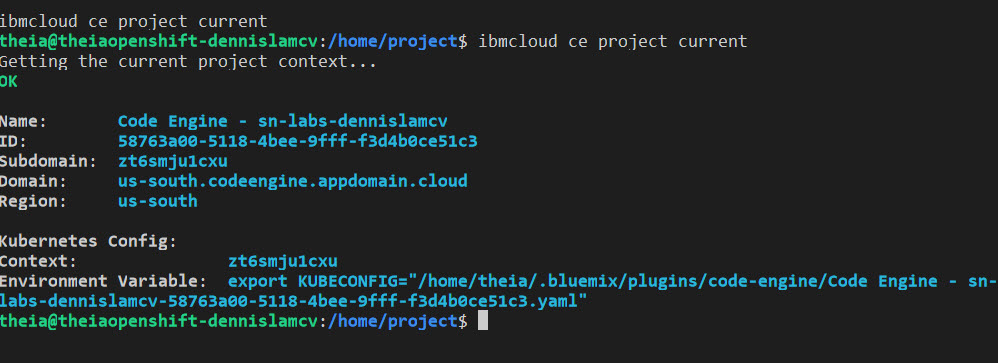 ibmcloud ce project current
theia@theiaopenshift-dennislamcv:/home/project$ ibmcloud ce project current
Getting the current project context...
OK
Name: Code Engine - sn-labs-dennislamcv
ID: 58763a00-5118-4bee-9fff-f3d4b0ce51c3
Subdomain: zt6smju1cxu
Domain: us-south.codeengine.appdomain.cloud
Region: us-south
Kubernetes Config:
Context: zt6smju1cxu
Environment Variable: export KUBECONFIG="/home/theia/.bluemix/plugins/code-engine/Code Engine - sn-
labs-dennislamcv-58763a00-5118-4bee-9fff-f3d4b0ce51c3.yaml"
theia@theiaopenshift-dennislamcv:/home/project$